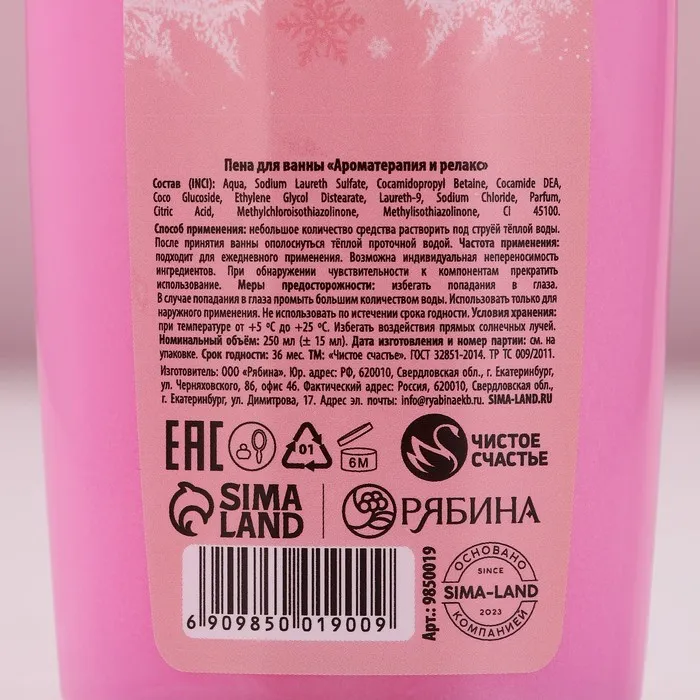 Пена для ванны «Ароматерапия и релакс»
Состав (INCI): Aqua, Sodium Laureth Sulfate, Cocamidopropyl Betaine, Cocamide DEA,
Coco Glucoside, Ethylene Glycol Distearate, Laureth-9, Sodium Chloride, Parfum,
Citric Acid, Methylchloroisothiazolinone, Methylisothiazolinone, CI 45100.
Способ применения: небольшое количество средства растворить под струёй тёплой воды.
После принятия ванны ополоснуться тёплой проточной водой. Частота применения:
подходит для ежедневного применения. Возможна индивидуальная непереносимость
ингредиентов. При обнаружении чувствительности к компонентам прекратить
использование. Меры предосторожности: избегать попадания в глаза.
В случае попадания в глаза промыть большим количеством воды. Использовать только для
наружного применения. Не использовать по истечении срока годности. Условия хранения:
при температуре от +5 ºC до +25 ºC. Избегать воздействия прямых солнечных лучей.
Номинальный объём: 250 мл (± 15 мл). Дата изготовления и номер партии: см. на
упаковке. Срок годности: 36 мес. ТМ: «Чистое счастье». ГОСТ 32851-2014. ТР ТС 009/2011.
Изготовитель: ООО «Рябина». Юр. адрес: РФ, 620010, Свердловская обл., г. Екатеринбург,
ул. Черняховского, 86, офис 46. Фактический адрес: Россия, 620010, Свердловская обл.,
г. Екатеринбург, ул. Димитрова, 17. Адрес эл. почты: info@ryabinaekb.ru. SIMA-LAND.RU
EAC
01
6M
ЧИСТОЕ
СЧАСТЬЕ
SIMA
LAND
РЯБИНА
6 909850 019009
Арт.: 9850019
ОСНОВАНО
SINCE
SIMA-LAND
2023
КОМПАНИЕЙ